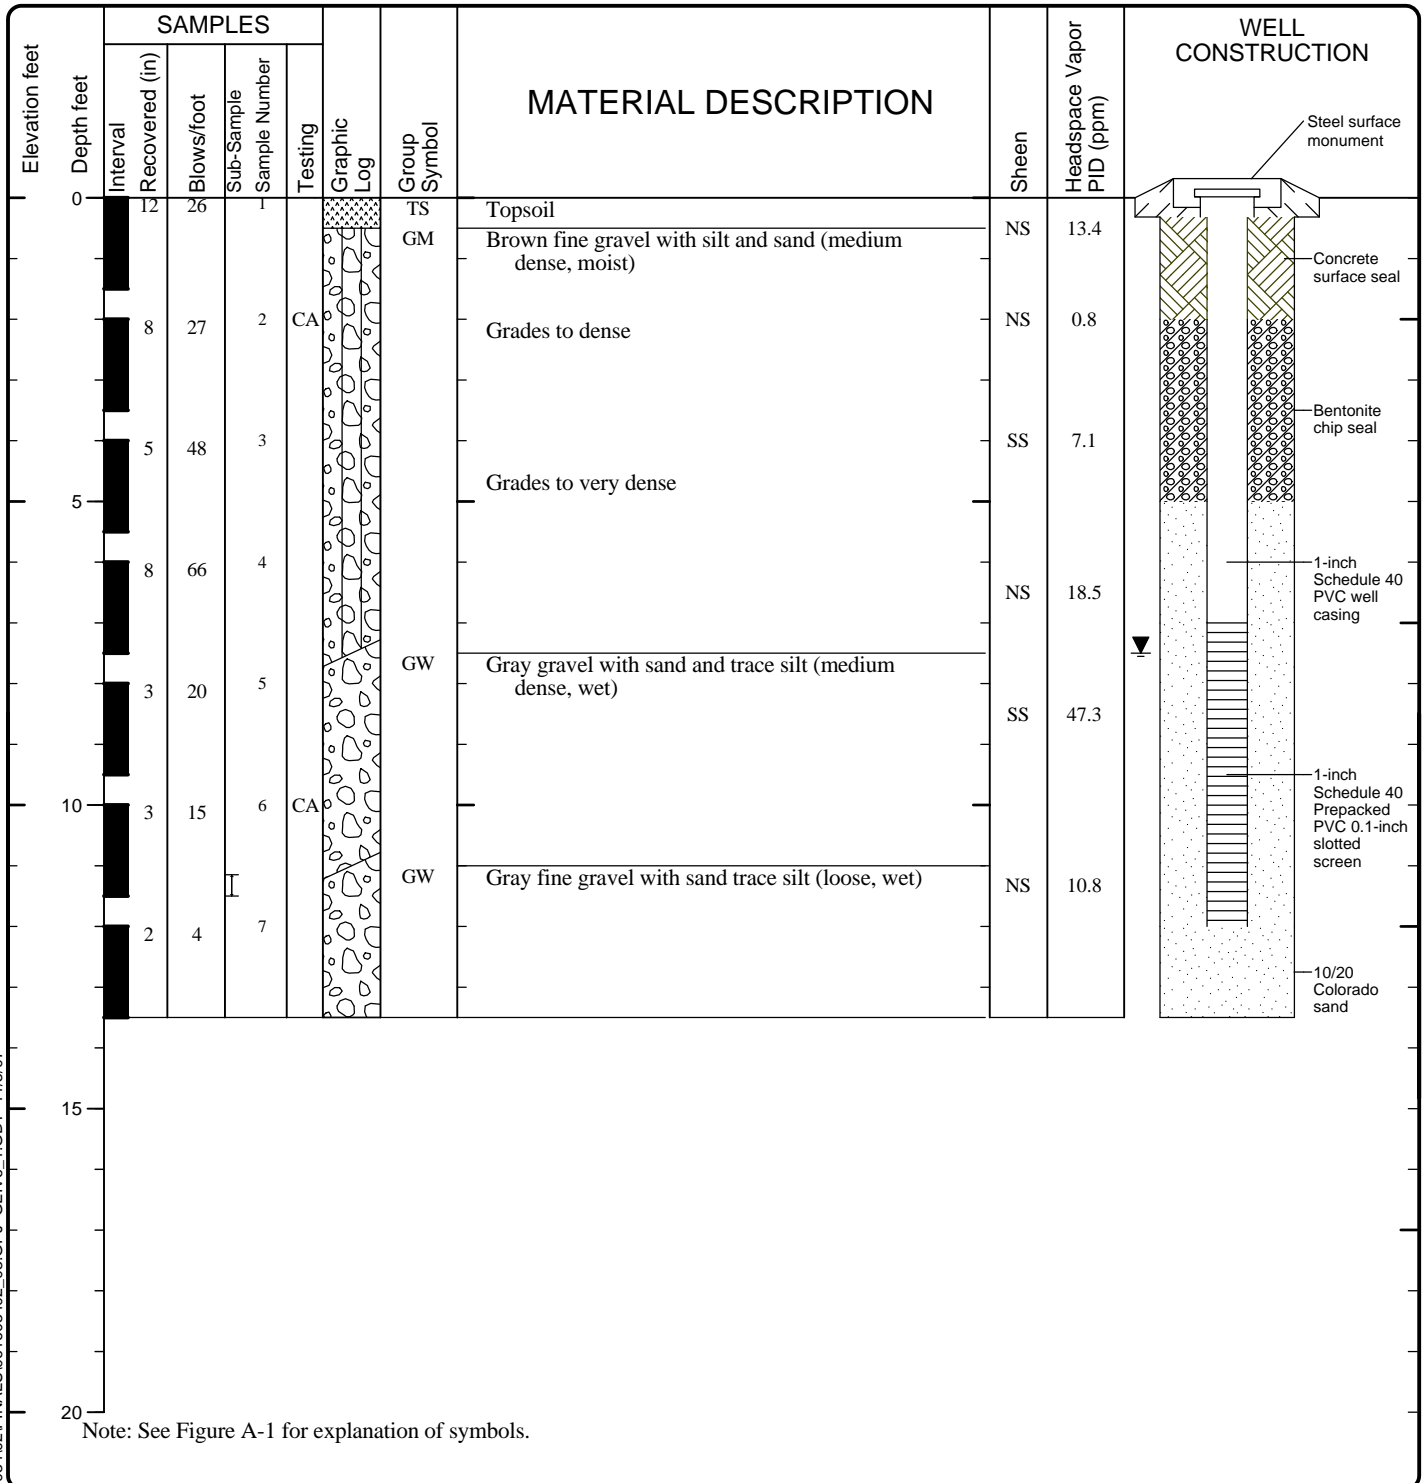 SAMPLES
Elevation feet
Depth feet
Interval
Recovered (in)
Blows/foot
Sub-Sample
Sample Number
Testing
Graphic
Log
Group
Symbol
MATERIAL DESCRIPTION
Sheen
Headspace Vapor
PID (ppm)
WELL
CONSTRUCTION
Steel surface
monument
0
12 26 1 TS Topsoil
NS 13.4
GM Brown fine gravel with silt and sand (medium
dense, moist)
Concrete
surface seal
8 27 2 CA NS 0.8
Grades to dense
Bentonite
chip seal
5 48 3 SS 7.1
Grades to very dense
5
8 66 4 NS 18.5
1-inch
Schedule 40
PVC well
casing
GW Gray gravel with sand and trace silt (medium
dense, wet)
3 20 5
SS 47.3
1-inch
Schedule 40
Prepacked
PVC 0.1-inch
slotted
screen
10
3 15 6 CA
GW Gray fine gravel with sand trace silt (loose, wet)
NS 10.8
2 4 7
10/20
Colorado
sand
15
20
Note: See Figure A-1 for explanation of symbols.